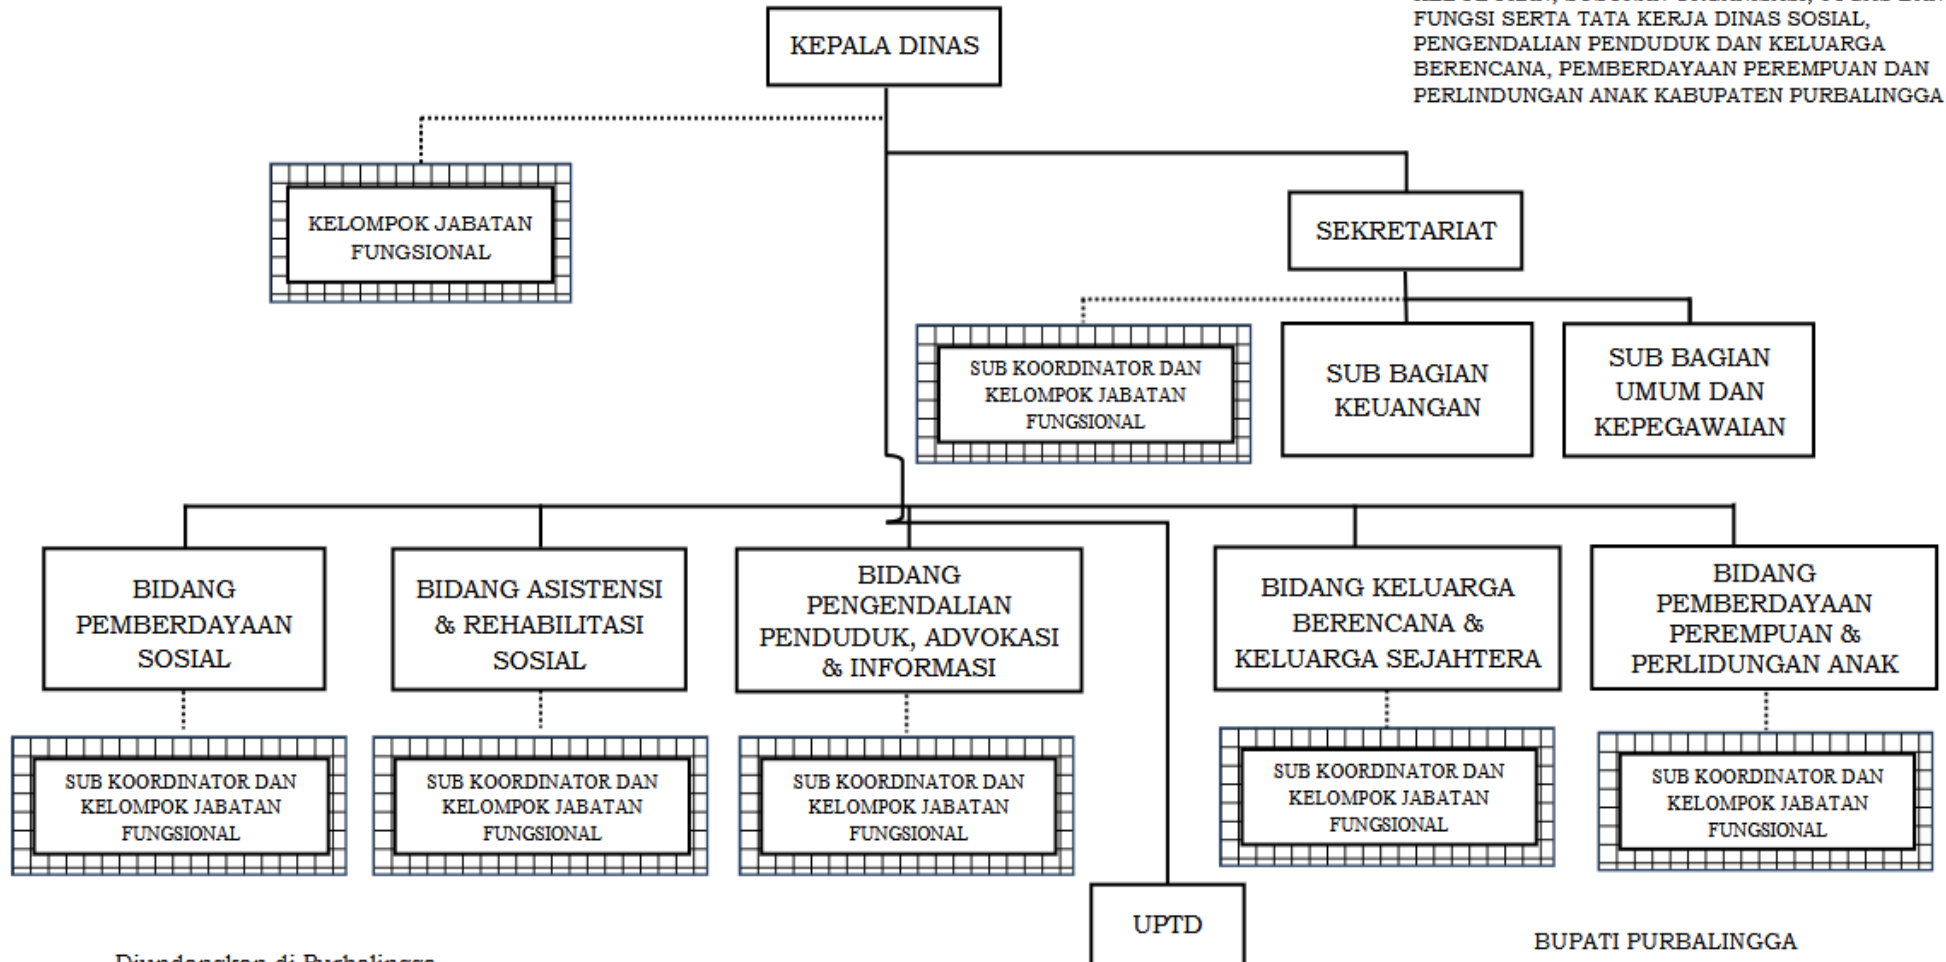 KEPALA DINAS
FUNGSI SERTA TATA KERJA DINAS SOSIAL,
PENGENDALIAN PENDUDUK DAN KELUARGA
BERENCANA, PEMBERDAYAAN PEREMPUAN DAN
PERLINDUNGAN ANAK KABUPATEN PURBALINGGA
KELOMPOK JABATAN
FUNGSIONAL
SEKRETARIAT
SUB KOORDINATOR DAN
KELOMPOK JABATAN
FUNGSIONAL
SUB BAGIAN
KEUANGAN
SUB BAGIAN
UMUM DAN
KEPEGAWAIAN
BIDANG
PEMBERDAYAAN
SOSIAL
BIDANG ASISTENSI
& REHABILITASI
SOSIAL
BIDANG
PENGENDALIAN
PENDUDUK, ADVOKASI
& INFORMASI
BIDANG KELUARGA
BERENCANA &
KELUARGA SEJAHTERA
BIDANG
PEMBERDAYAAN
PEREMPUAN &
PERLIDUNGAN ANAK
SUB KOORDINATOR DAN
KELOMPOK JABATAN
FUNGSIONAL
SUB KOORDINATOR DAN
KELOMPOK JABATAN
FUNGSIONAL
SUB KOORDINATOR DAN
KELOMPOK JABATAN
FUNGSIONAL
SUB KOORDINATOR DAN
KELOMPOK JABATAN
FUNGSIONAL
SUB KOORDINATOR DAN
KELOMPOK JABATAN
FUNGSIONAL
UPTD
BUPATI PURBALINGGA
Diundangkan di Purbalingga